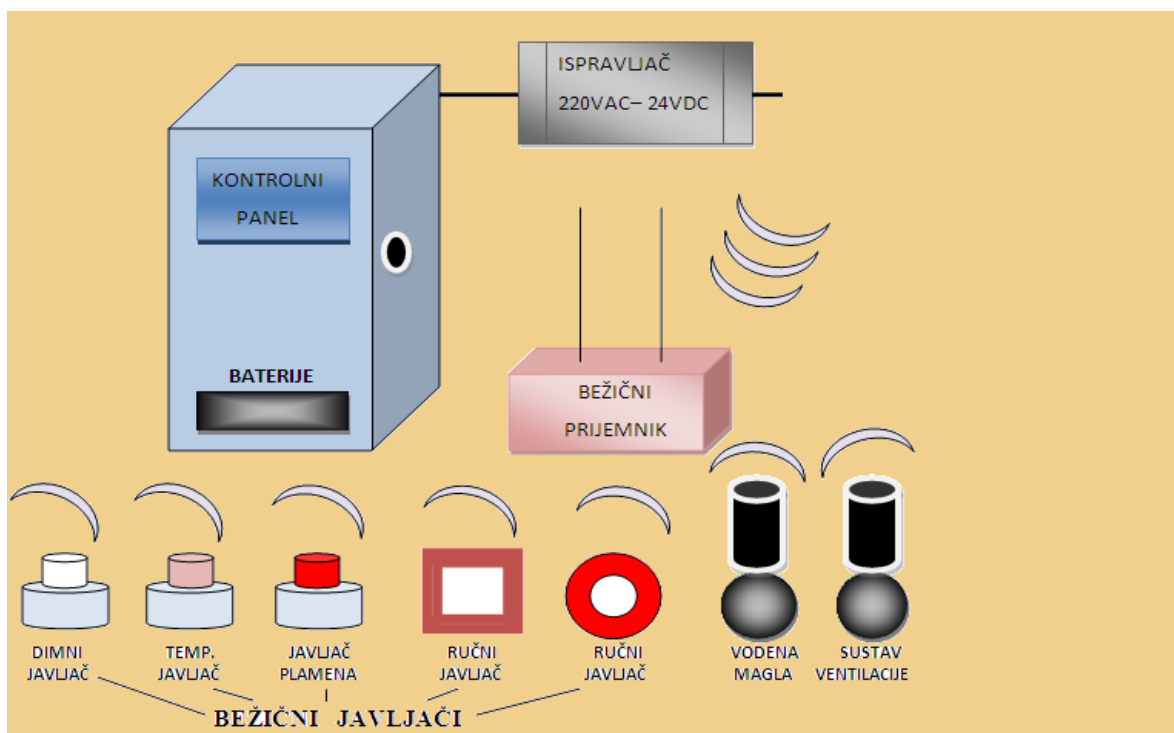 ISPRAVLJAČ
220VAC– 24VDC
KONTROLNI
PANEL
BATERIJE
BEŽIČNI
PRIJEMNIK
DIMNI
JAVLJAČ
TEMP.
JAVLJAČ
JAVLJAČ
PLAMENA
RUČNI
JAVLJAČ
RUČNI
JAVLJAČ
VODENA
MAGLA
SUSTAV
VENTILACIJE
BEŽIČNI JAVLJAČI